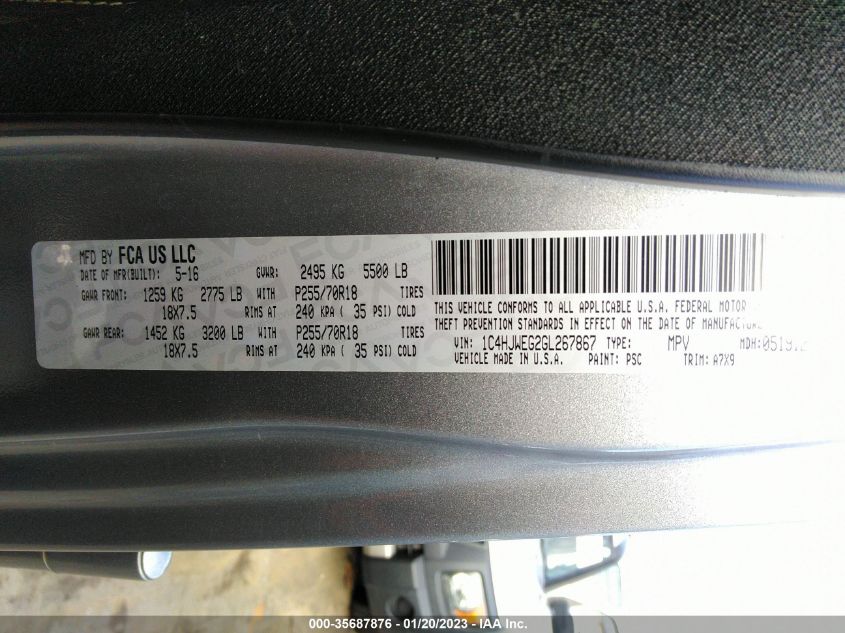 MFD BY FCA US LLC
DATE OF MFR(BUILT): 5-16 GVWR: 2495 KG 5500 LB
GAWR FRONT: 1259 KG 2775 LB WITH P255/70R18 TIRES
18X7.5 RIMS AT 240 KPA ( 35 PSI) COLD
GAWR REAR: 1452 KG 3200 LB WITH P255/70R18 TIRES
18X7.5 RIMS AT 240 KPA ( 35 PSI) COLD
THIS VEHICLE CONFORMS TO ALL APPLICABLE U.S.A. FEDERAL MOTOR
THEFT PREVENTION STANDARDS IN EFFECT ON THE DATE OF MANUFACTURE
VIN: 1C4HJWEG2GL267867 TYPE: MPV MDH:
VEHICLE MADE IN U.S.A. PAINT: PSC TRIM: A7X9
000-35687876 - 01/20/2023 - IAA Inc.